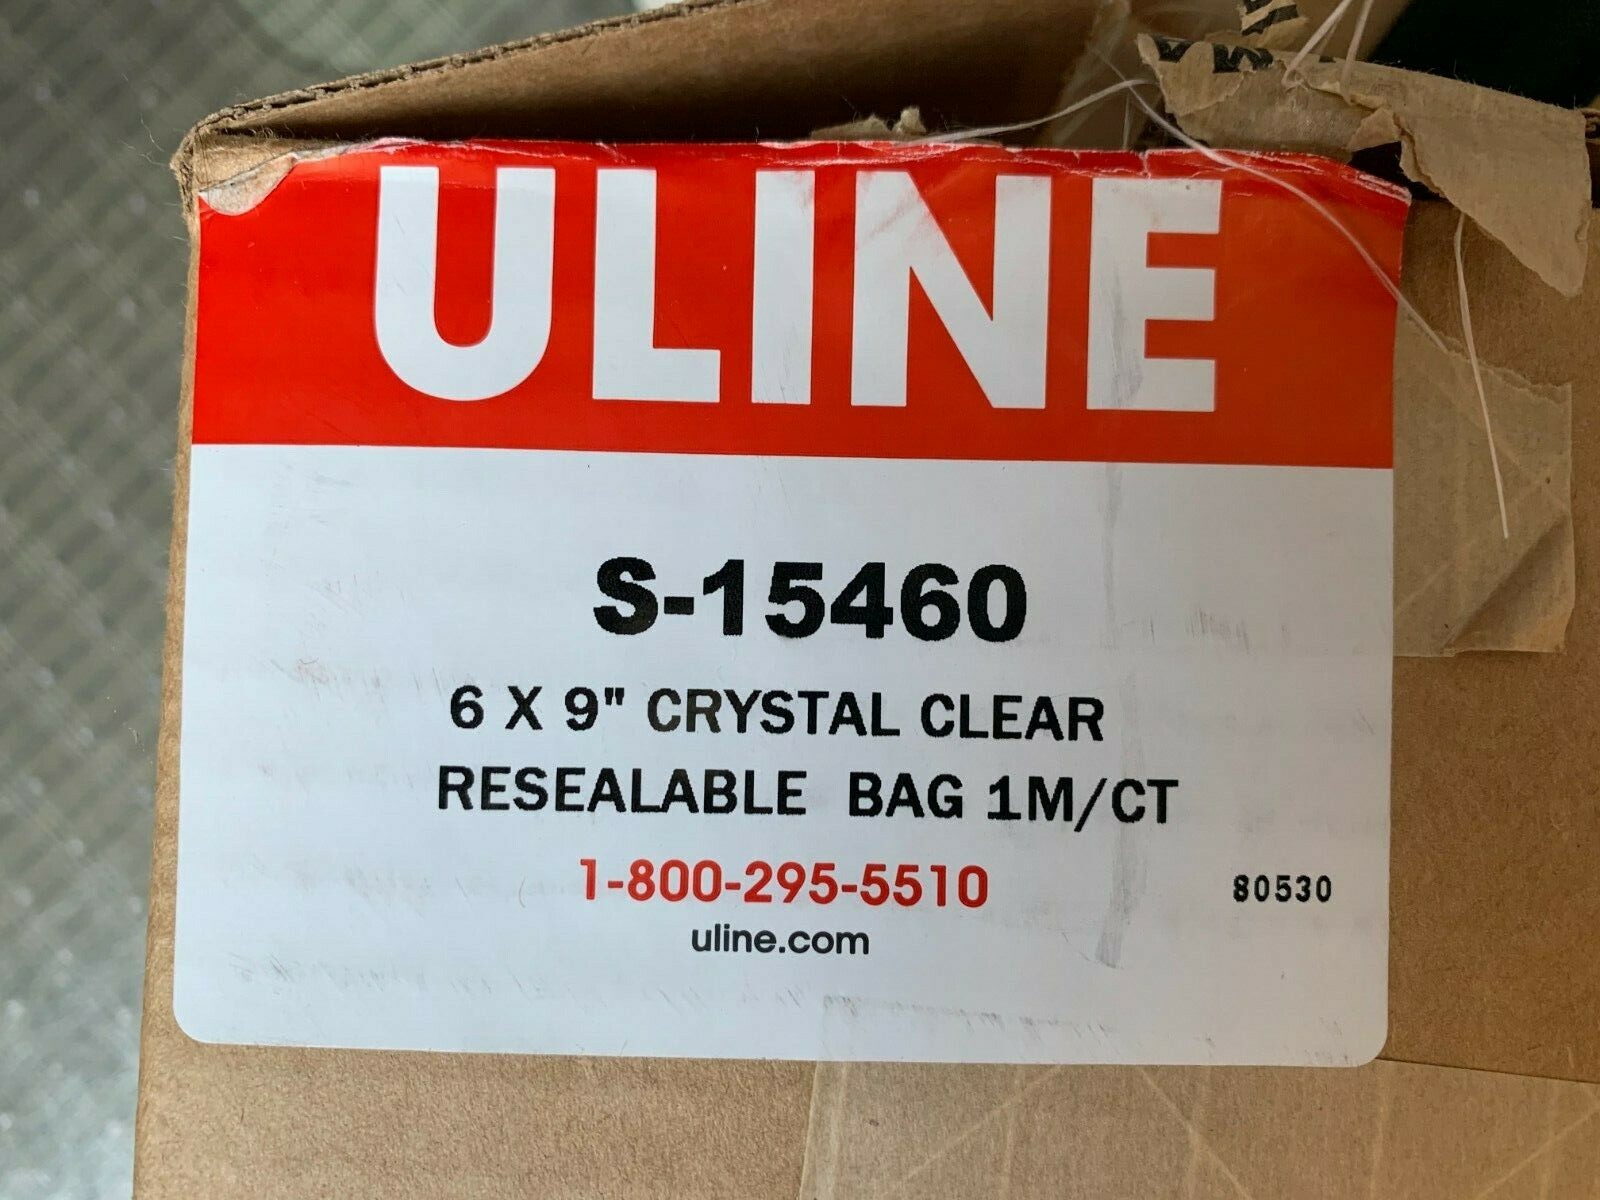 ULINE
S-15460
6 X 9" CRYSTAL CLEAR
RESEALABLE BAG 1M/CT
1-800-295-5510
80530
uline.com